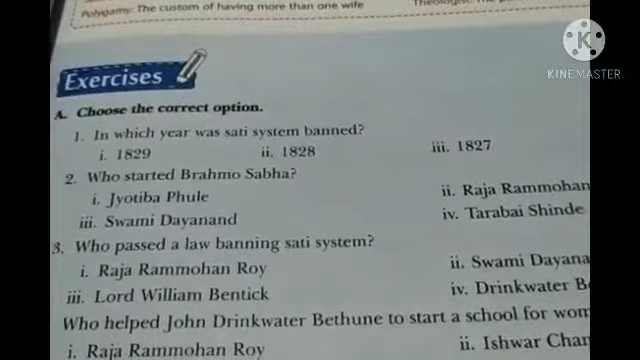 Polygamy: The custom of having more than one wife
KINEMASTER
Exercises
A. Choose the correct option.
1. In which year was sati system banned?
i. 1829 ii. 1828 iii. 1827
2. Who started Brahmo Sabha?
i. Jyotiba Phule ii. Raja Rammohan
iii. Swami Dayanand iv. Tarabai Shinde
3. Who passed a law banning sati system?
i. Raja Rammohan Roy ii. Swami Dayana
iii. Lord William Bentick iv. Drinkwater B
Who helped John Drinkwater Bethune to start a school for wom
i. Raja Rammohan Roy ii. Ishwar Chan